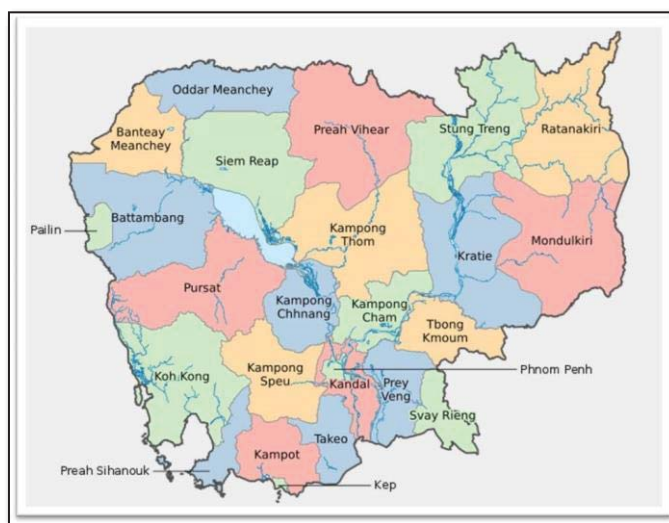 Oddar Meanchey
Banteay
Meanchey
Siem Reap
Preah Vihear
Stung Treng
Ratanakiri
Pailin
Battambang
Kampong
Thom
Kratie
Mondulkiri
Pursat
Kampong
Chhnang
Kampong
Cham
Tbong
Kmoum
Koh Kong
Kampong
Speu
Kandal
Prey
Veng
Phnom Penh
Svay Rieng
Takeo
Kampot
Preah Sihanouk
Kep